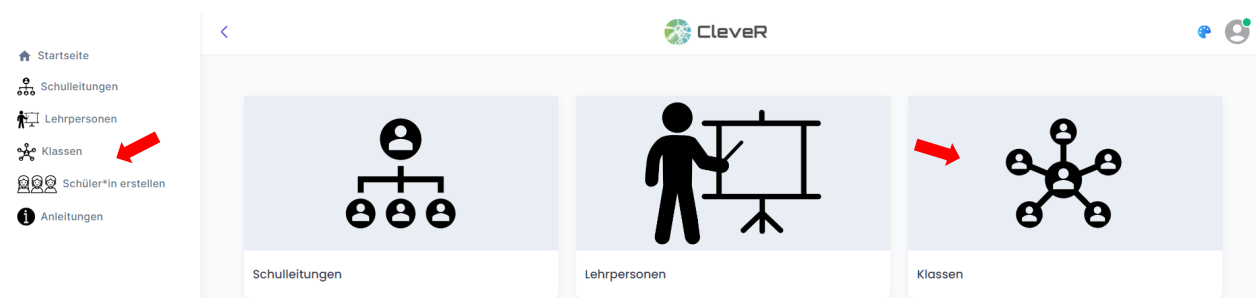 CleveR
Startseite
Schulleitungen
Lehrpersonen
Klassen
Schüler*in erstellen
Anleitungen
Schulleitungen
Lehrpersonen
Klassen